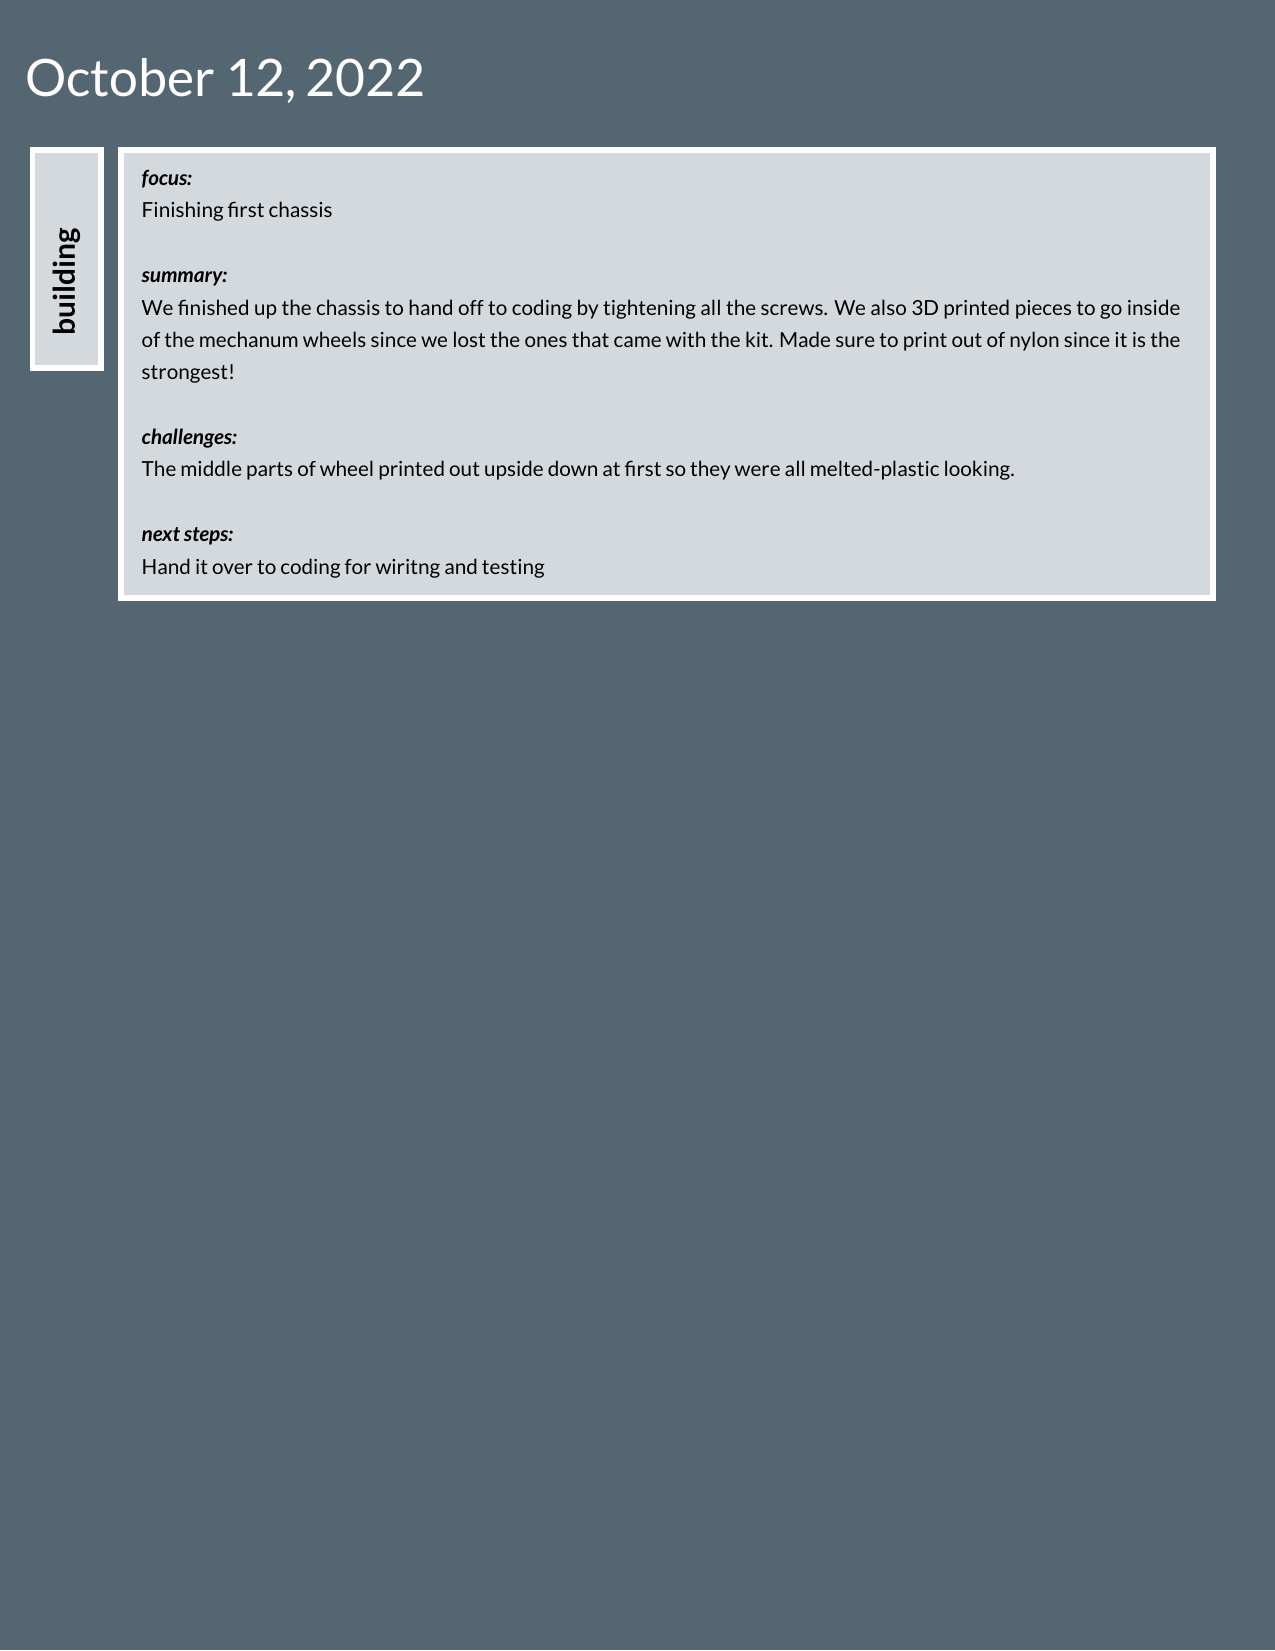 October 12, 2022
building
focus:
Finishing first chassis
summary:
We finished up the chassis to hand off to coding by tightening all the screws. We also 3D printed pieces to go inside
of the mechanum wheels since we lost the ones that came with the kit. Made sure to print out of nylon since it is the
strongest!
challenges:
The middle parts of wheel printed out upside down at first so they were all melted-plastic looking.
next steps:
Hand it over to coding for wiritng and testing